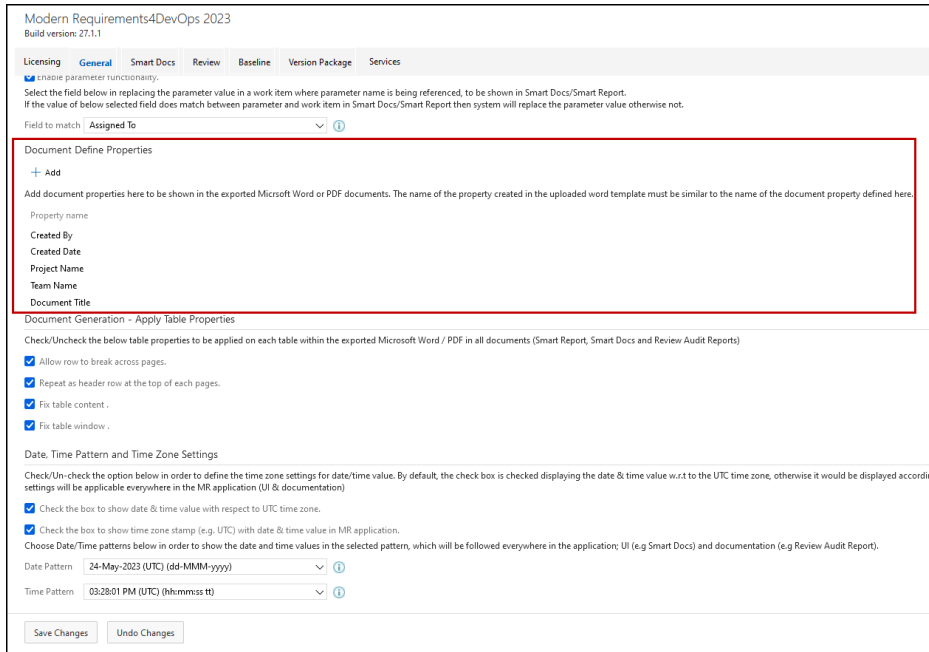 Modern Requirements4DevOps 2023
Build version: 27.1.1
Licensing General Smart Docs Review Baseline Version Package Services
Enable parameter functionality.
Select the field below in replacing the parameter value in a work item where parameter name is being referenced, to be shown in Smart Docs/Smart Report.
If the value of below selected field does match between parameter and work item in Smart Docs/Smart Report then system will replace the parameter value otherwise not.
Field to match Assigned To
Document Define Properties
+ Add
Add document properties here to be shown in the exported Micrsoft Word or PDF documents. The name of the property created in the uploaded word template must be similar to the name of the document property defined here.
Property name
Created By
Created Date
Project Name
Team Name
Document Title
Document Generation - Apply Table Properties
Check/Uncheck the below table properties to be applied on each table within the exported Microsoft Word / PDF in all documents (Smart Report, Smart Docs and Review Audit Reports)
Allow row to break across pages.
Repeat as header row at the top of each pages.
Fix table content .
Fix table window .
Date, Time Pattern and Time Zone Settings
Check/Un-check the option below in order to define the time zone settings for date/time value. By default, the check box is checked displaying the date & time value w.r.t to the UTC time zone, otherwise it would be displayed accordi
settings will be applicable everywhere in the MR application (UI & documentation)
Check the box to show date & time value with respect to UTC time zone.
Check the box to show time zone stamp (e.g. UTC) with date & time value in MR application.
Choose Date/Time patterns below in order to show the date and time values in the selected pattern, which will be followed everywhere in the application; UI (e.g Smart Docs) and documentation (e.g Review Audit Report).
Date Pattern 24-May-2023 (UTC) (dd-MMM-yyyy)
Time Pattern 03:28:01 PM (UTC) (hh:mm:ss tt)
Save Changes Undo Changes